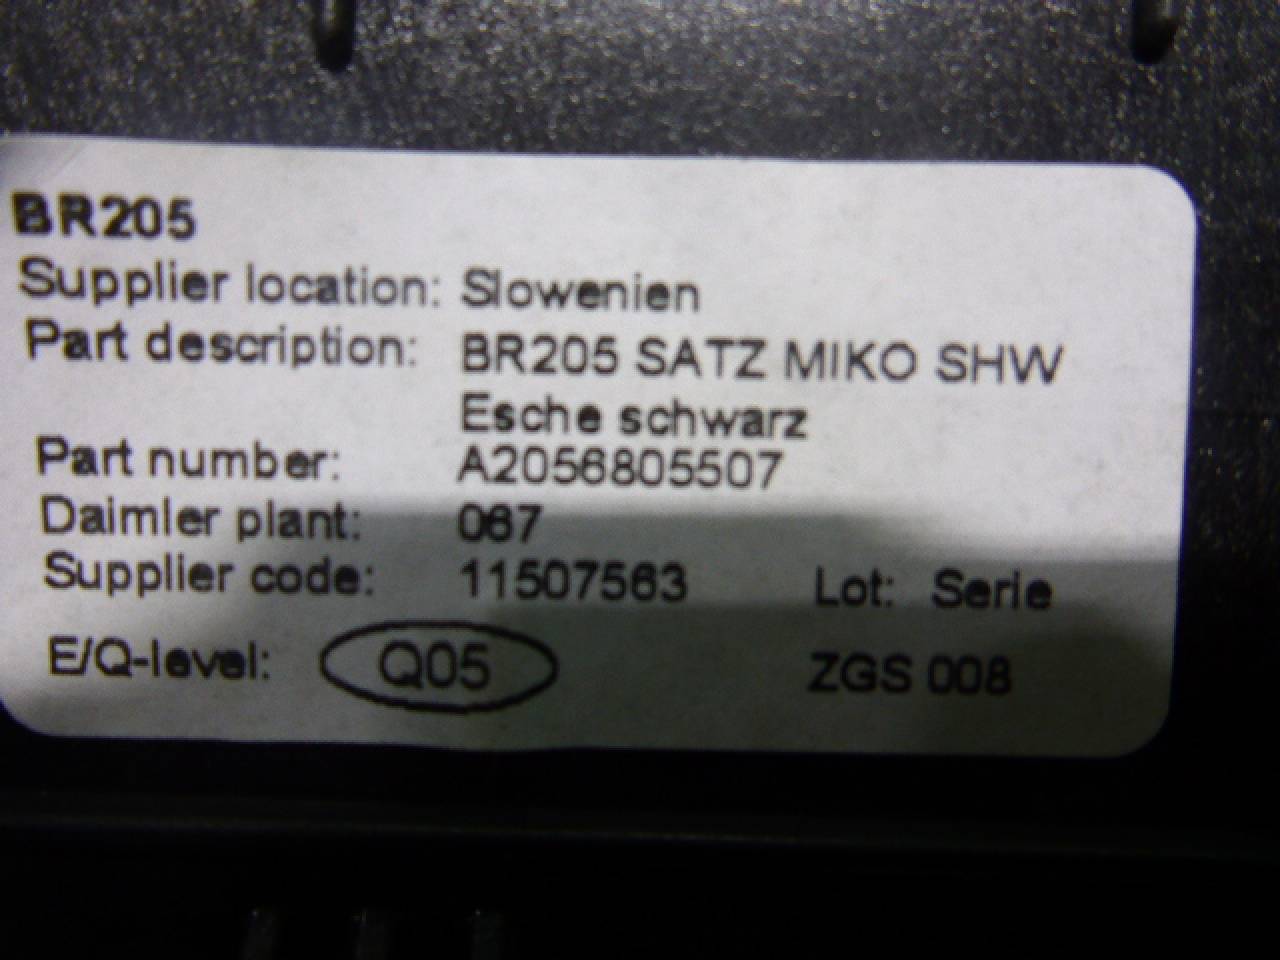 BR205
Supplier location: Slowenien
Part description: BR205 SATZ MIKO SHW
Esche schwarz
Part number: A2056805507
Daimler plant: 067
Supplier code: 11507563 Lot: Serie
E/Q-level: Q05 ZGS 008